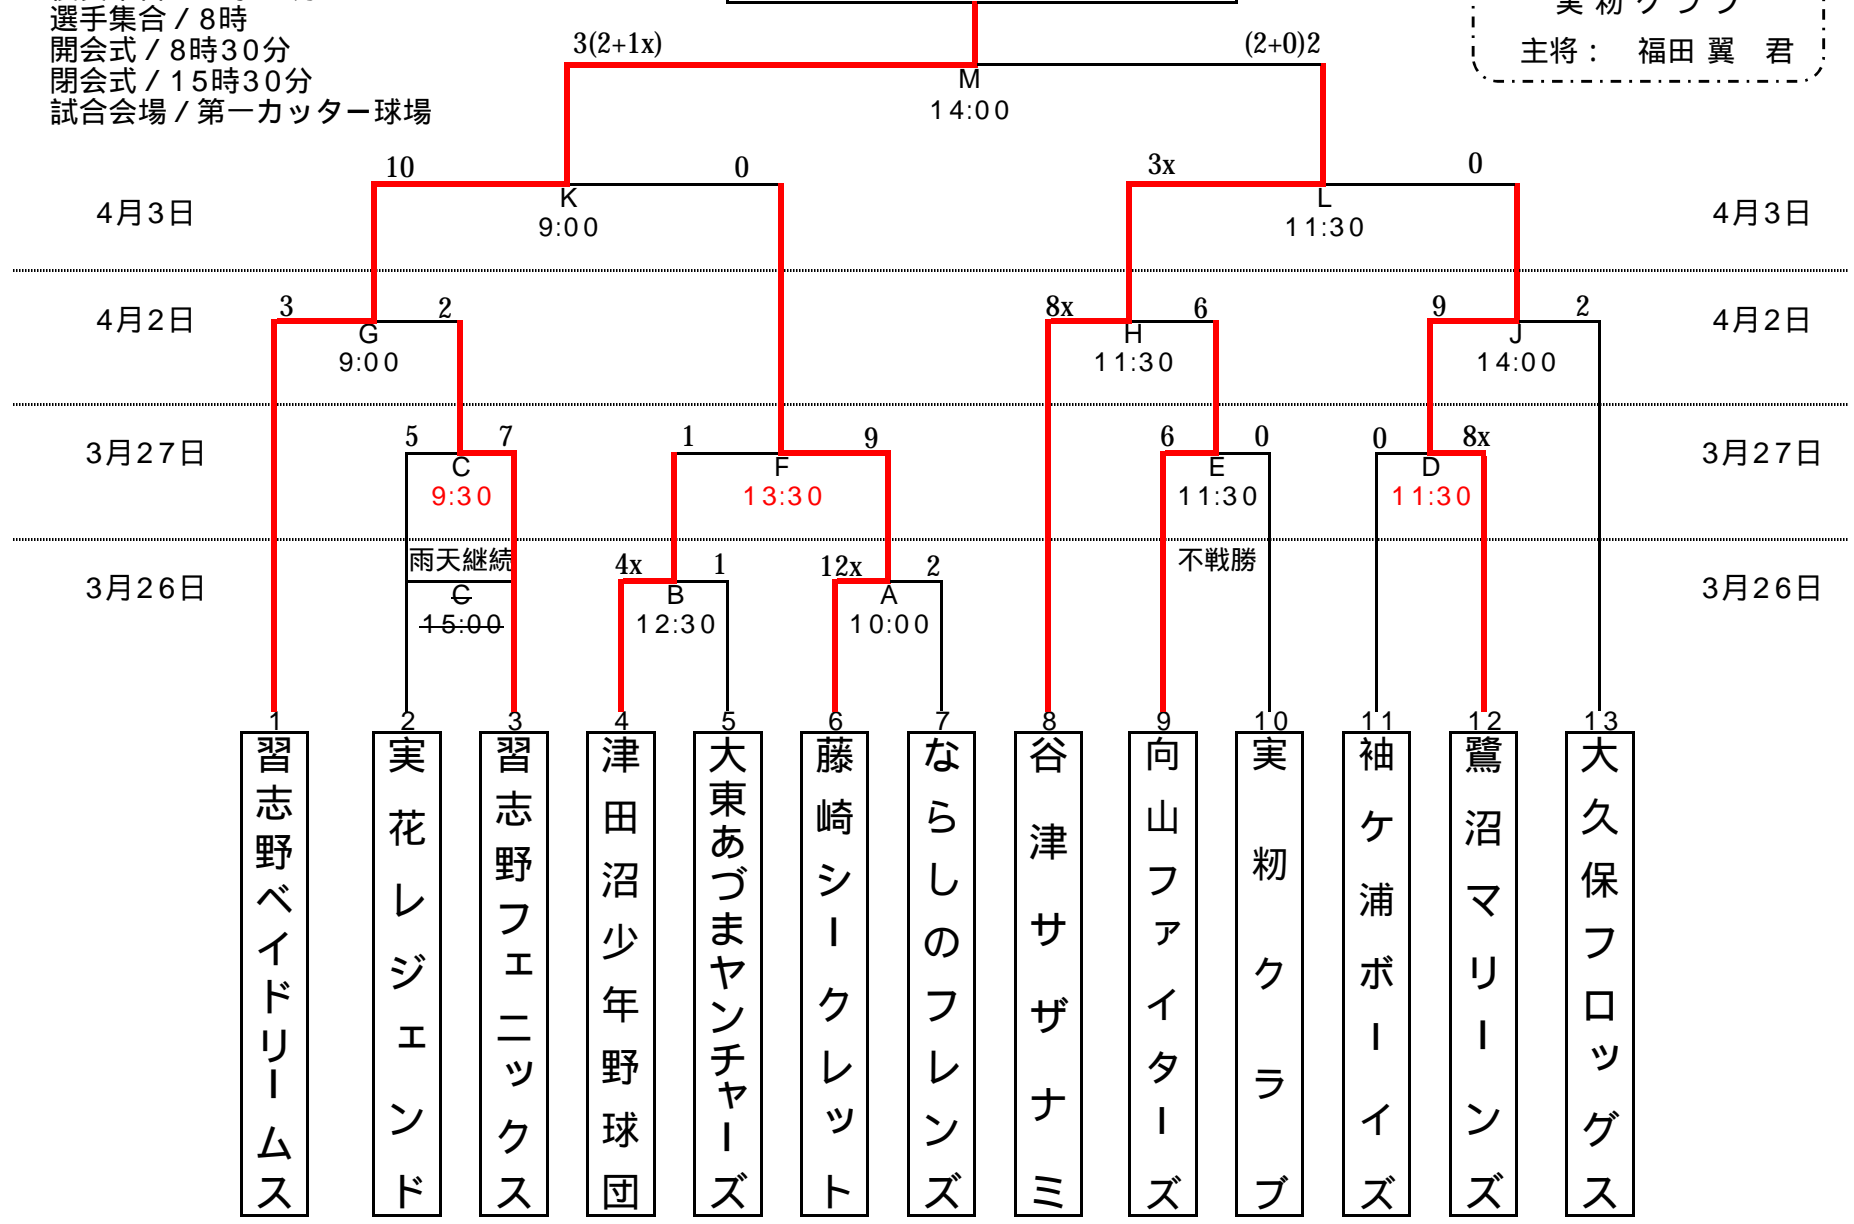 選手集合 / 8時
開会式 / 8時30分
閉会式 / 15時30分
試合会場 / 第一カッター球場
実 籾 クラブ
主将： 福田 翼 君
3(2+1x) (2+0)2
M
14:00
10 0 3x 0
K L
9:00 11:30
4月3日 4月3日
3 2 8x 6 9 2
4月2日 4月2日
G H J
9:00 11:30 14:00
5 7 1 9 6 0 0 8x
3月27日 3月27日
C F E D
9:30 13:30 11:30 11:30
雨天継続 不戦勝
4x 1 12x 2
3月26日 3月26日
C B A
15:00 12:30 10:00
1 2 3 4 5 6 7 8 9 10 11 12 13
習志野ベイドリームス
実花レジェンド
習志野フェニックス
津田沼少年野球団
大東あづまヤンチャーズ
藤崎シークレット
ならしのフレンズ
谷津サザナミ
向山ファイターズ
実籾クラブ
袖ケ浦ボーイズ
鷺沼マリーンズ
大久保フロッグス